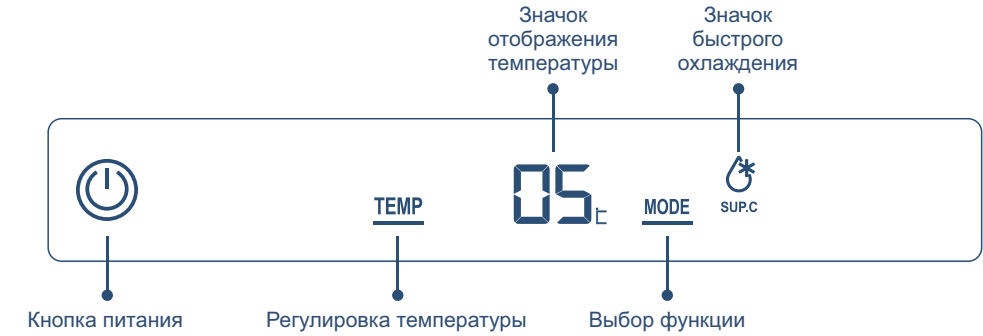 Значок
отображения
температуры
Значок
быстрого
охлаждения
TEMP
05
MODE
SUP.C
Кнопка питания
Регулировка температуры
Выбор функции